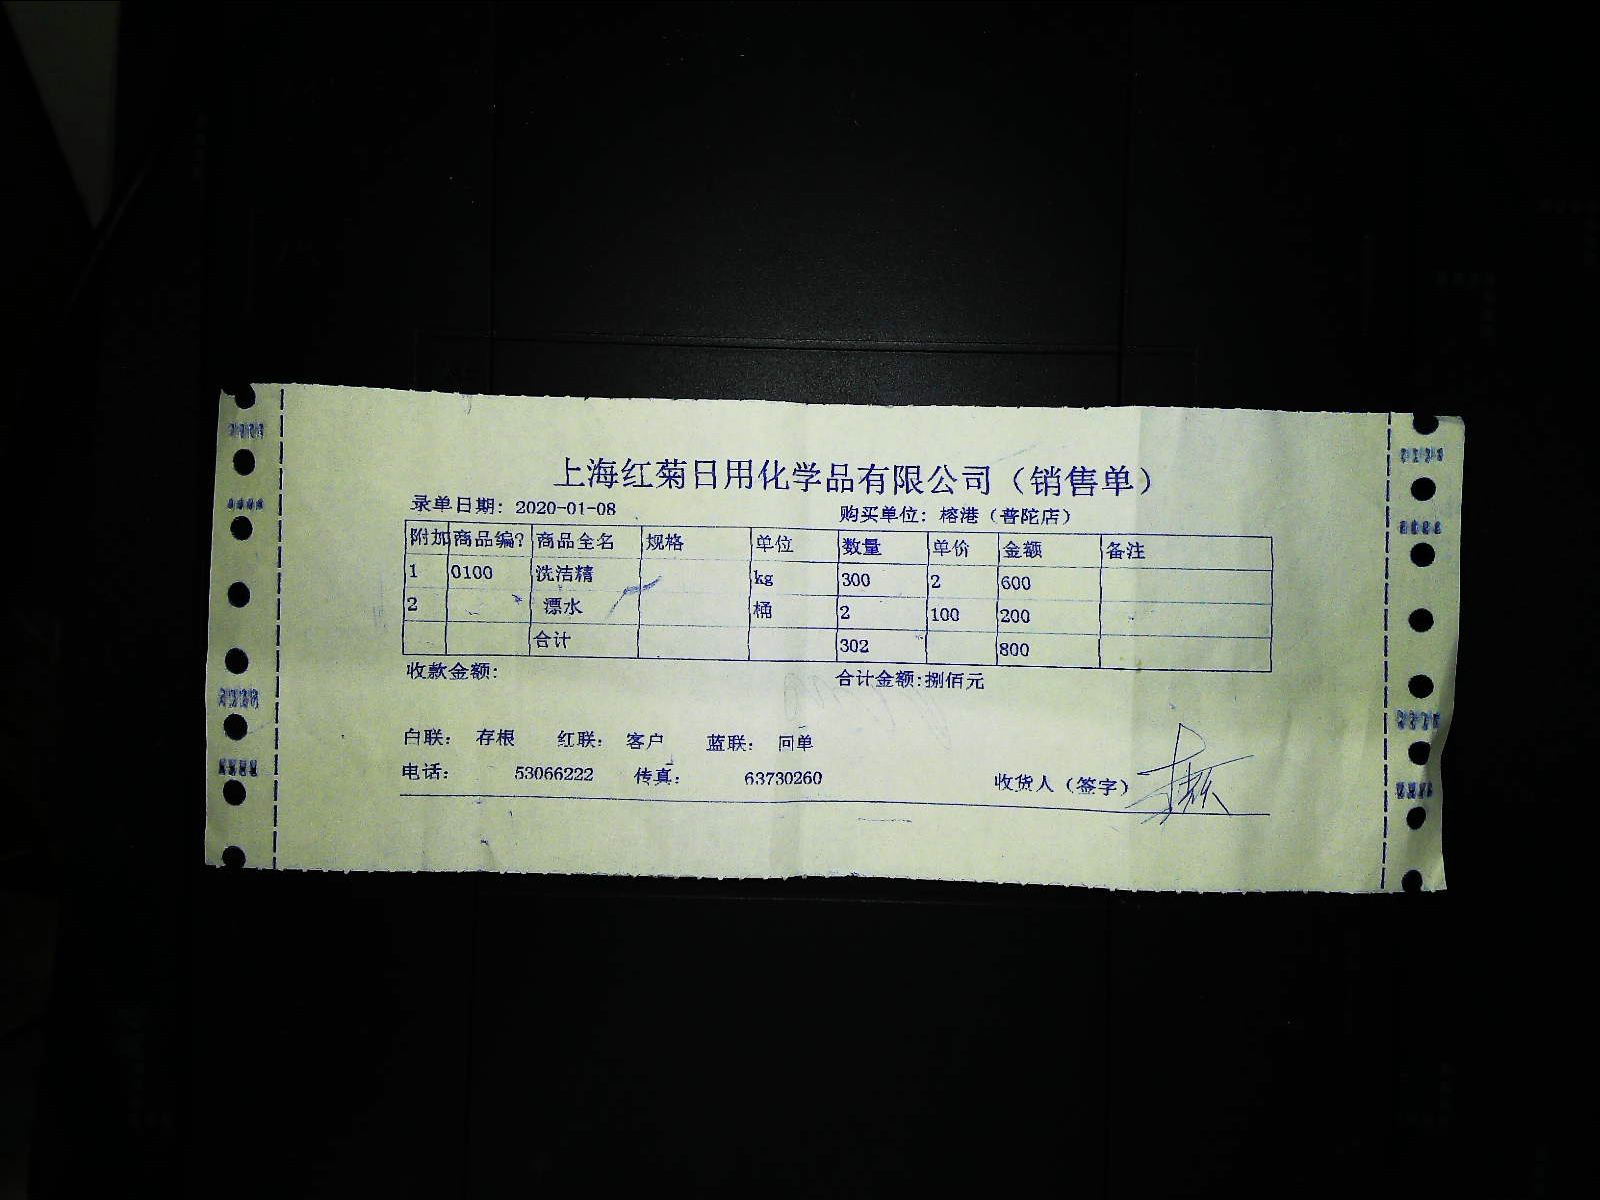 上海红菊日用化学品有限公司（销售单）
录单日期: 2020-01-08 购买单位: 榕港（普陀店）
附加 商品编? 商品全名 规格 单位 数量 单价 金额 备注
1 0100 洗洁精 kg 300 2 600
2 漂水 桶 2 100 200
合计 302 800
收款金额: 合计金额:捌佰元
白联: 存根 红联: 客户 蓝联: 回单
电话: 53066222 传真: 63730260 收货人（签字）